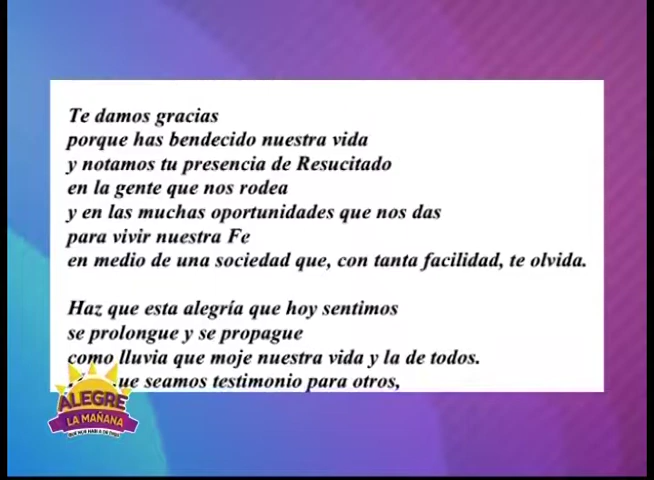 Te damos gracias
porque has bendecido nuestra vida
y notamos tu presencia de Resucitado
en la gente que nos rodea
y en las muchas oportunidades que nos das
para vivir nuestra Fe
en medio de una sociedad que, con tanta facilidad, te olvida.
Haz que esta alegría que hoy sentimos
se prolongue y se propague
como lluvia que moje nuestra vida y la de todos.
ue seamos testimonio para otros,
ALEGRE
LA MAÑANA